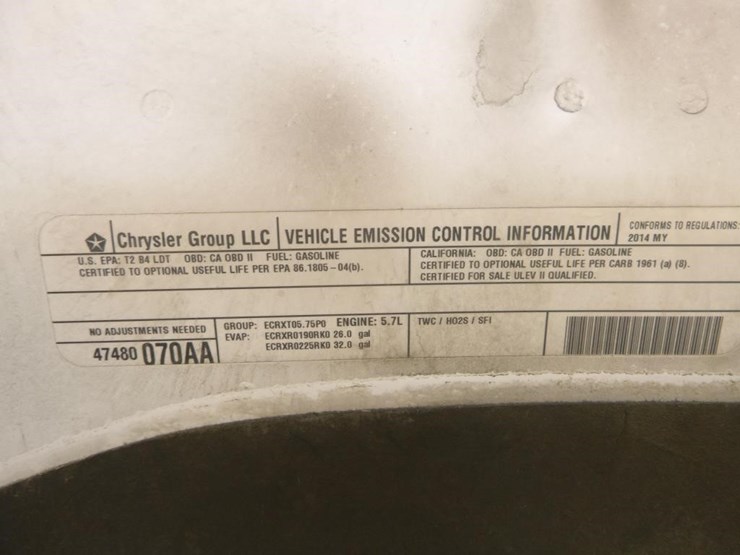 Chrysler Group LLC VEHICLE EMISSION CONTROL INFORMATION
CONFORMS TO REGULATIONS:
2014 MY
U.S. EPA: T2 B4 LDT OBD: CA OBD II FUEL: GASOLINE
CERTIFIED TO OPTIONAL USEFUL LIFE PER EPA 86.1805-04(b).
CALIFORNIA: OBD: CA OBD II FUEL: GASOLINE
CERTIFIED TO OPTIONAL USEFUL LIFE PER CARB 1961 (a) (8).
CERTIFIED FOR SALE ULEV II QUALIFIED.
NO ADJUSTMENTS NEEDED
47480 070AA
GROUP: ECRXT05.75P0 ENGINE: 5.7L
EVAP: ECRXR0190RK0 26.0 gal
ECRXR0225RK0 32.0 gal
TWC / HO2S / SFI